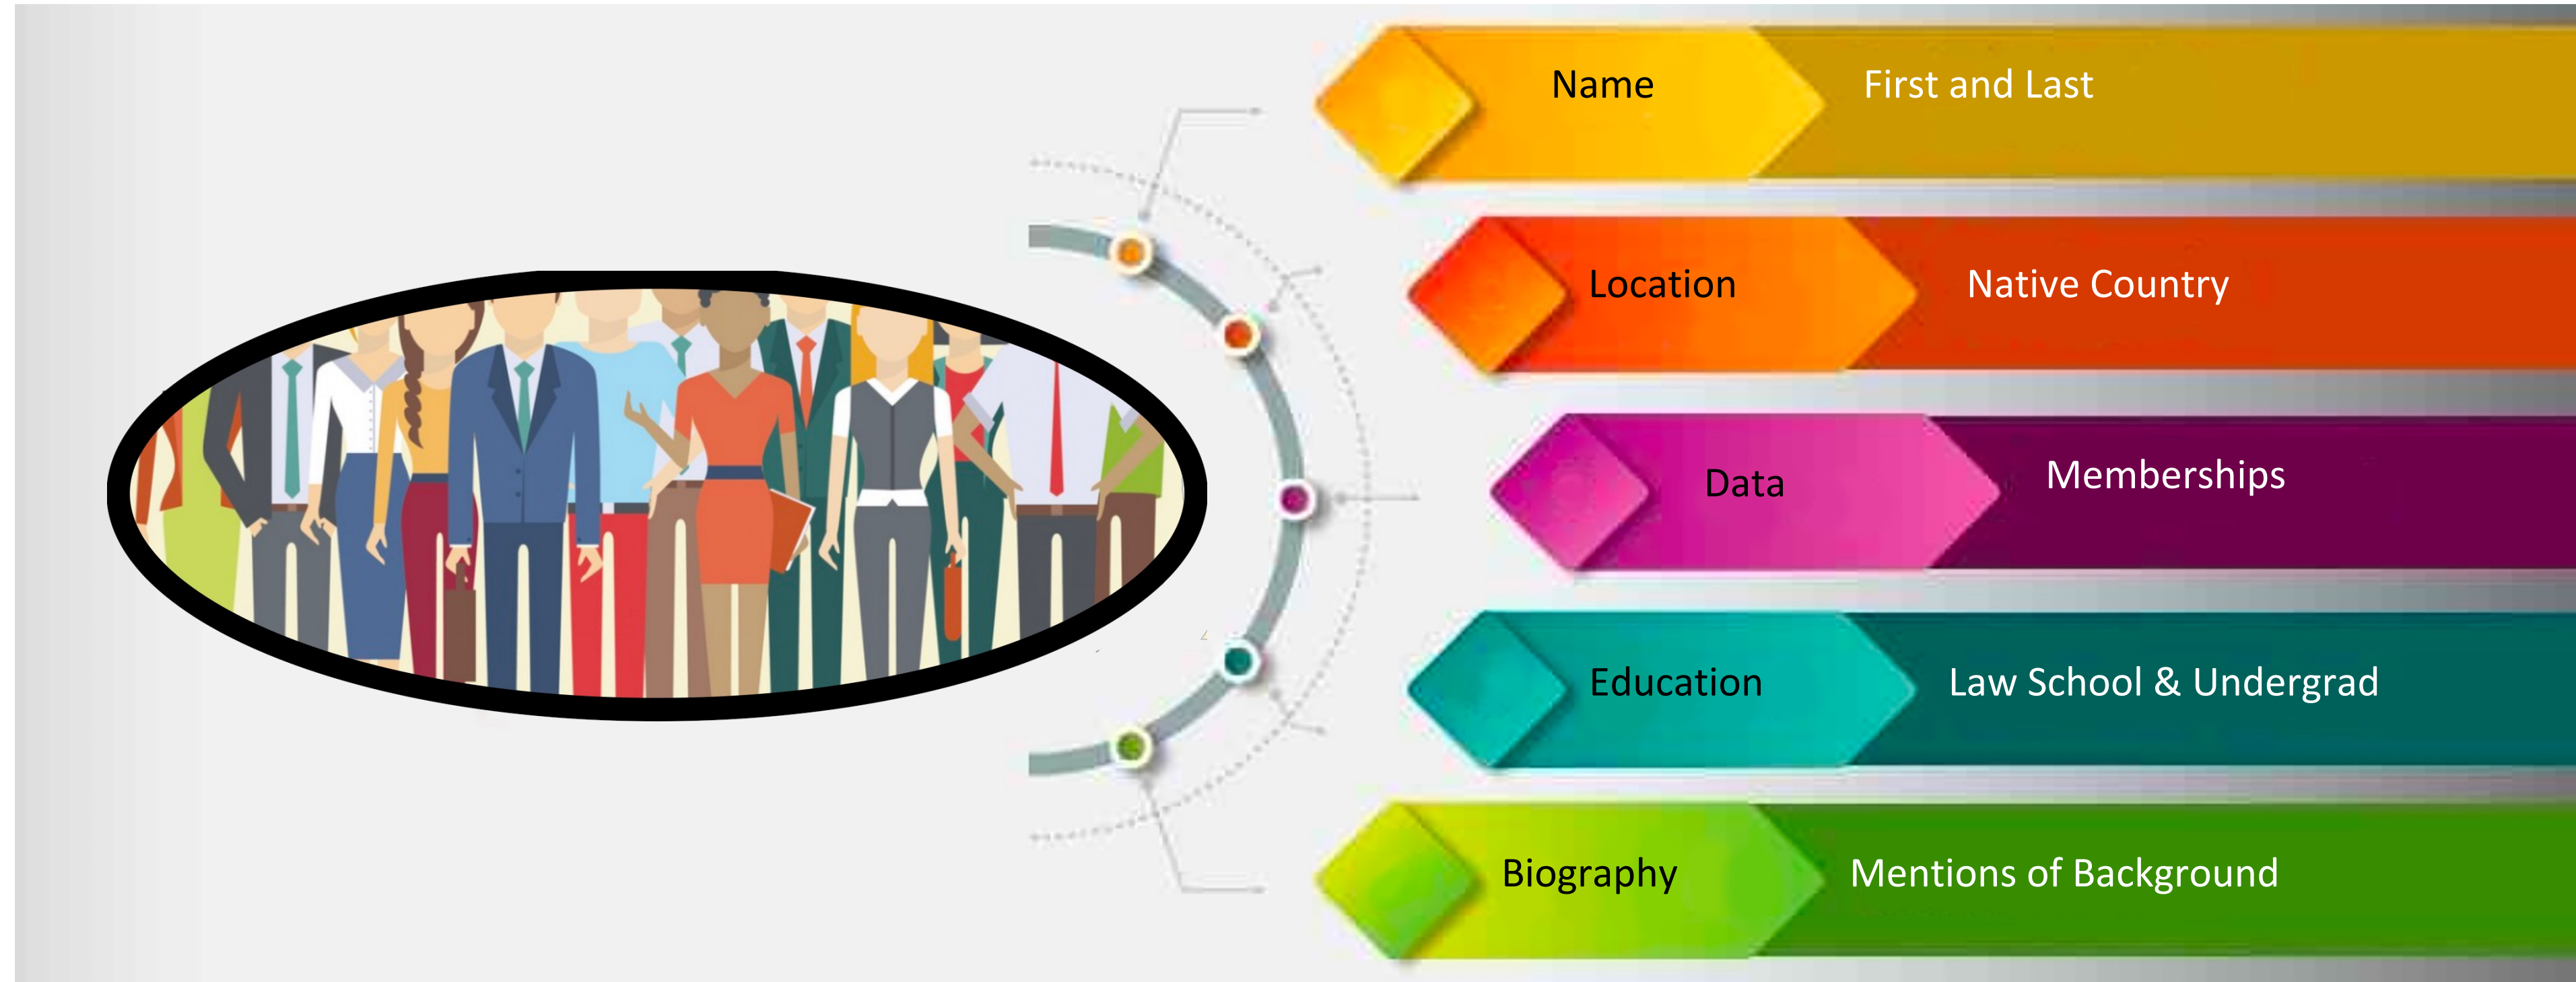 Name First and Last
Location Native Country
Data Memberships
Education Law School & Undergrad
Biography Mentions of Background